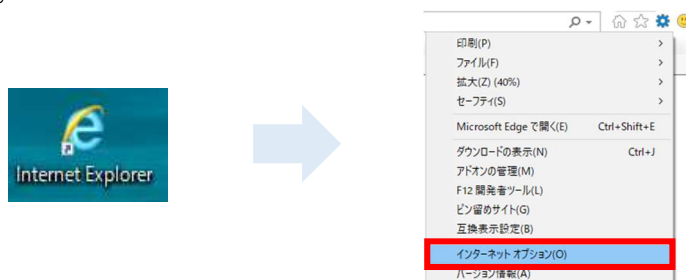 Internet Explorer
印刷(P)
ファイル(F)
拡大(Z) (40%)
セーフティ(S)
Microsoft Edge で開く(E) Ctrl+Shift+E
ダウンロードの表示(N) Ctrl+J
アドオンの管理(M)
F12 開発者ツール(L)
ピン留めサイト(G)
互換表示設定(B)
インターネット オプション(O)
バージョン情報(A)